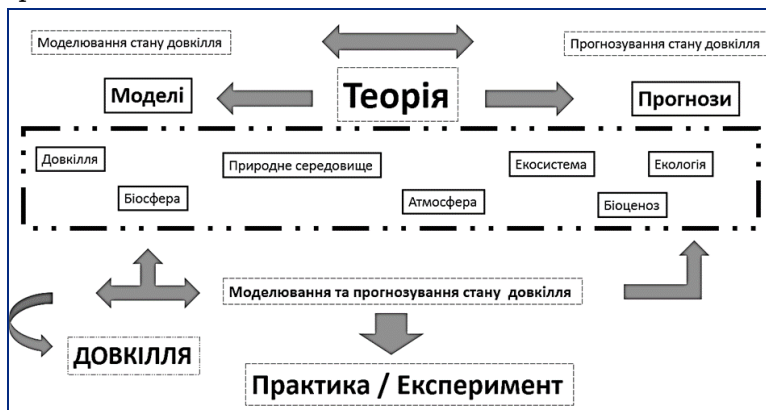 Моделювання стану довкілля
Прогнозування стану довкілля
Моделі
Теорія
Прогнози
Довкілля
Природне середовище
Екосистема
Екологія
Біосфера
Атмосфера
Біоценоз
Моделювання та прогнозування стану довкілля
ДОВКІЛЛЯ
Практика / Експеримент